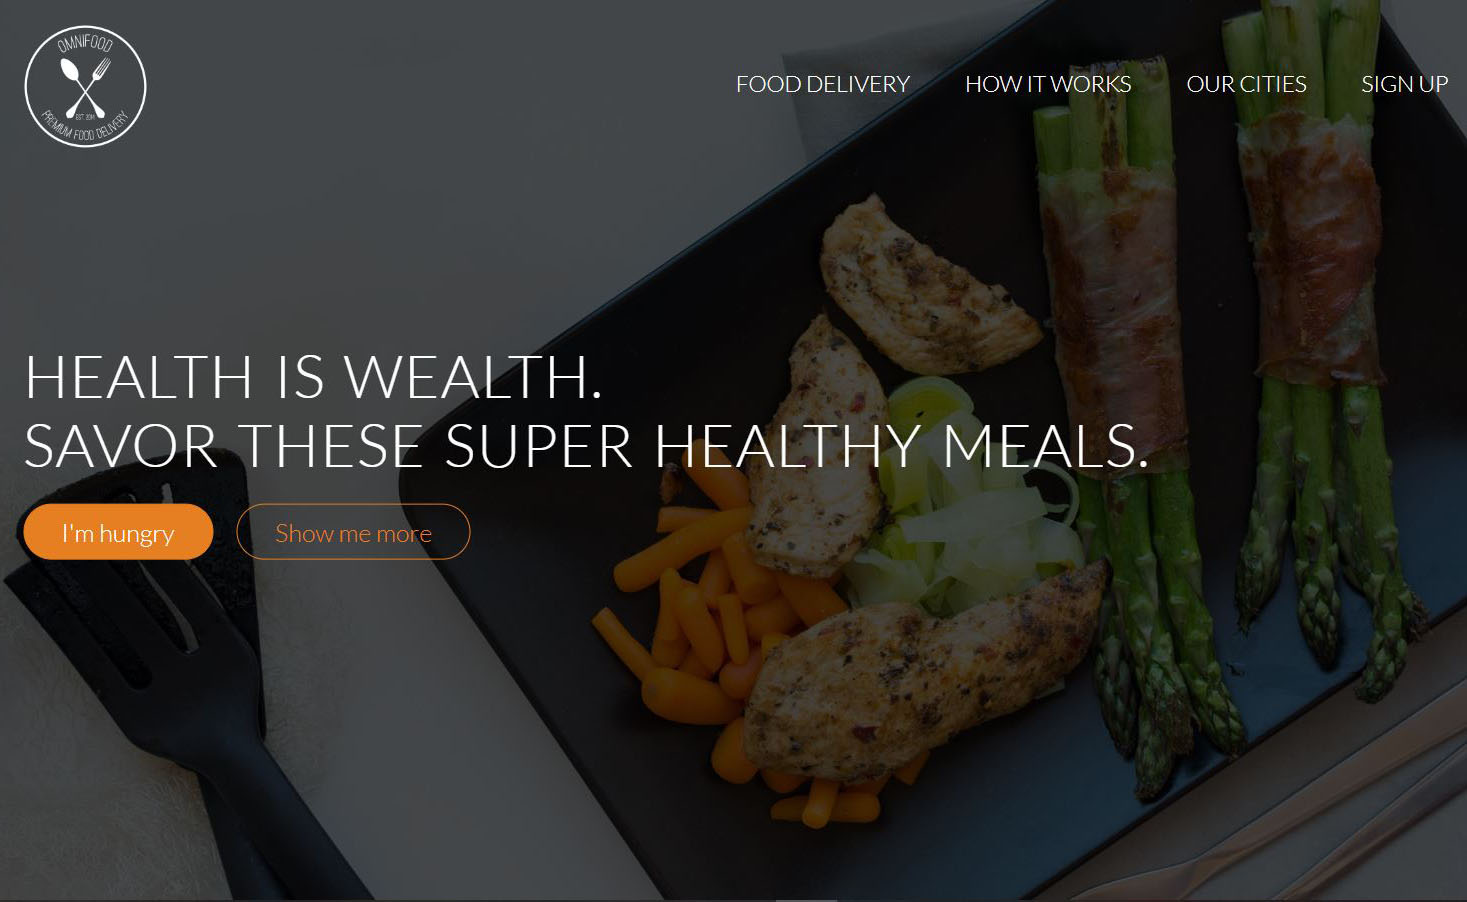 OMNIFOOD
EST. 2014
PREMIUM FOOD DELIVERY
FOOD DELIVERY HOW IT WORKS OUR CITIES SIGN UP
HEALTH IS WEALTH.
SAVOR THESE SUPER HEALTHY MEALS.
I'm hungry Show me more